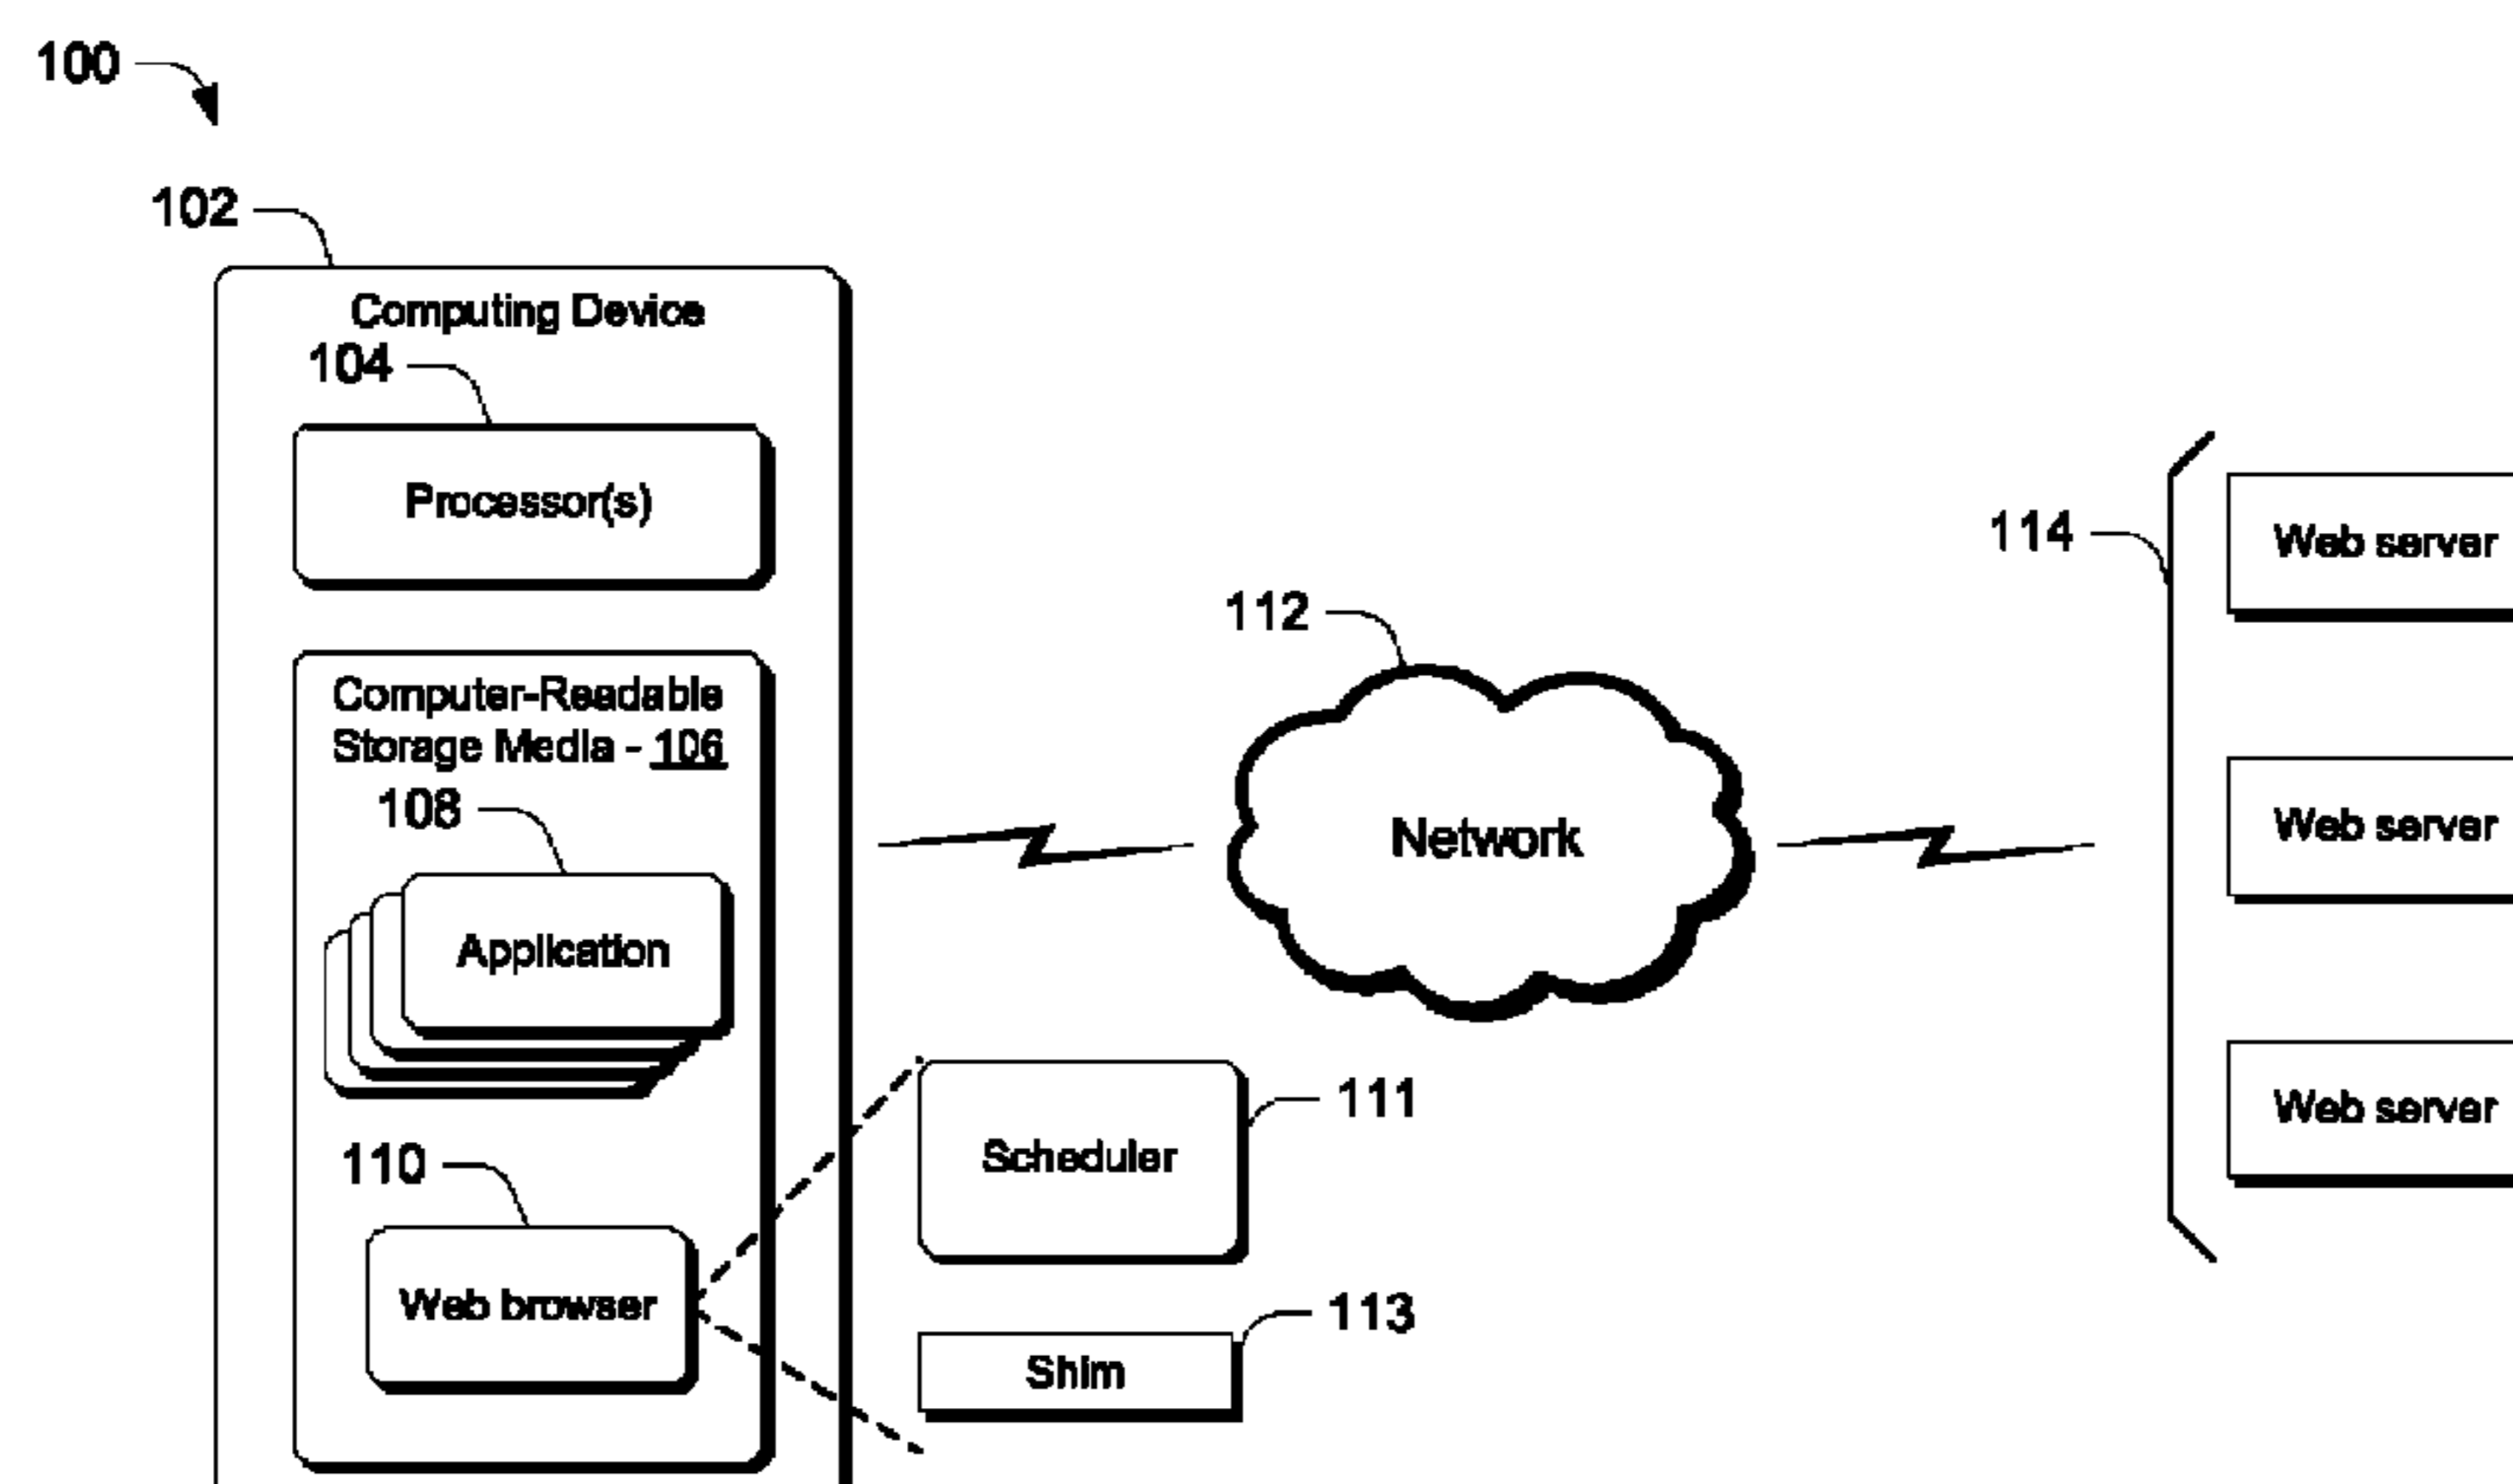 100
102
Computing Device
104
Processor(s)
Computer-Readable
Storage Media - 106
108
Application
110
Web browser
112
Network
Scheduler
111
Shim
113
114
Web server
Web server
Web server